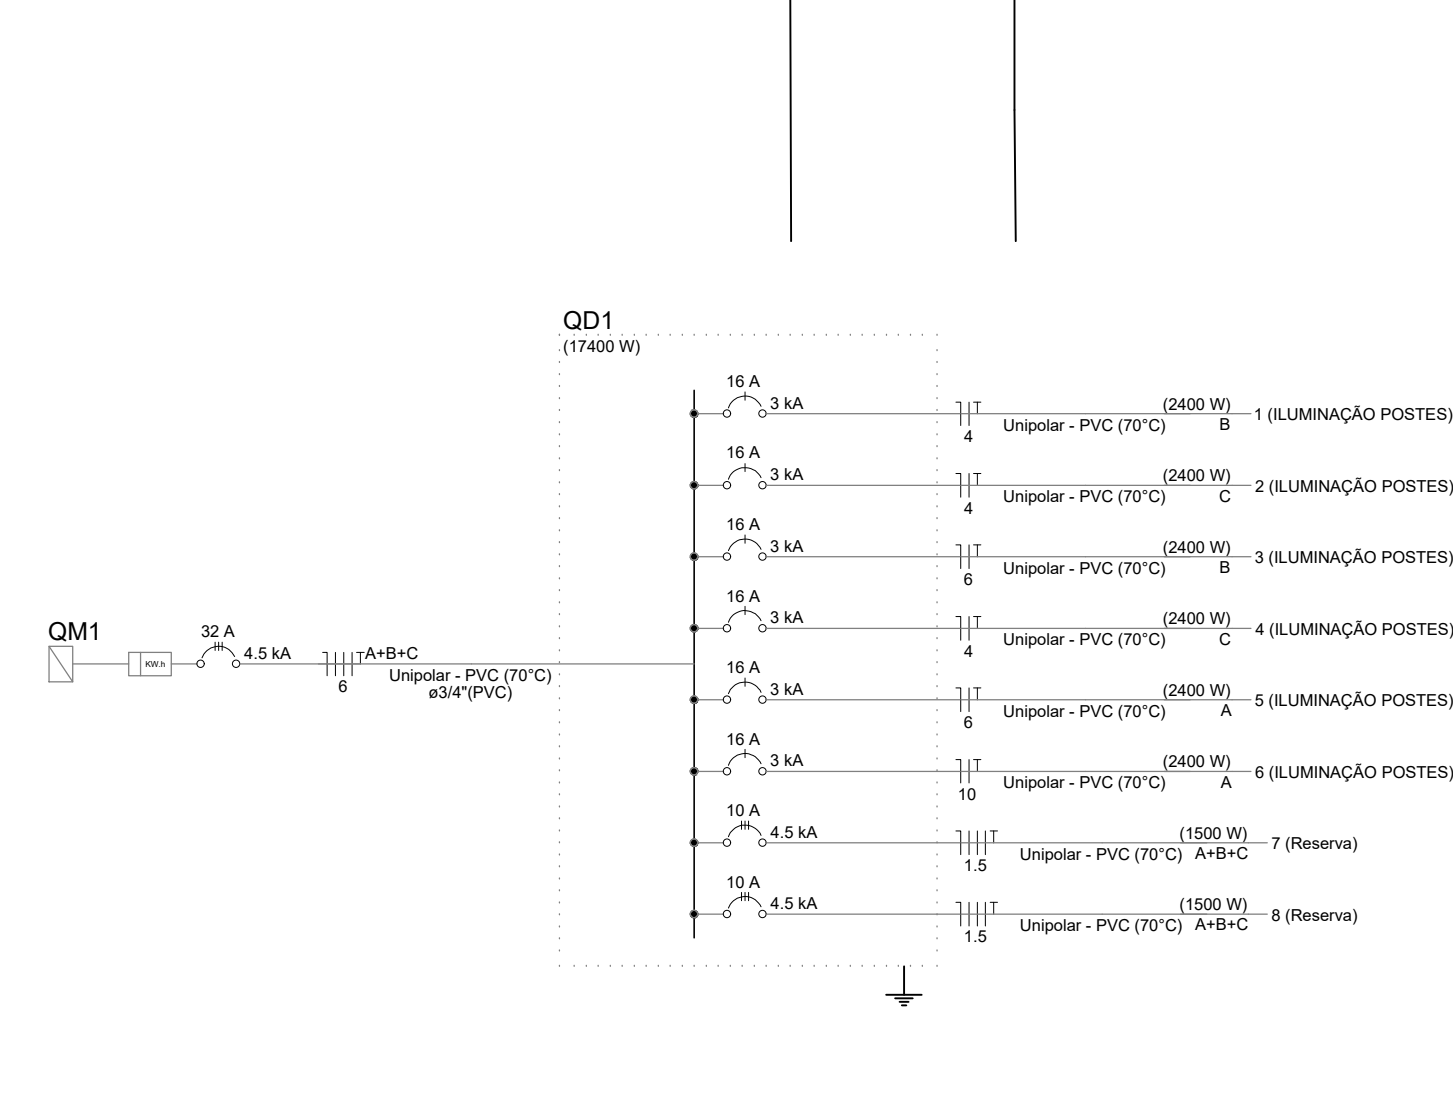 QD1
(17400 W)
16 A
3 kA
4
Unipolar - PVC (70°C)
(2400 W)
B
1 (ILUMINAÇÃO POSTES)
16 A
3 kA
4
Unipolar - PVC (70°C)
(2400 W)
C
2 (ILUMINAÇÃO POSTES)
16 A
3 kA
6
Unipolar - PVC (70°C)
(2400 W)
B
3 (ILUMINAÇÃO POSTES)
16 A
3 kA
4
Unipolar - PVC (70°C)
(2400 W)
C
4 (ILUMINAÇÃO POSTES)
QM1
KW.h
32 A
4.5 kA
6
A+B+C
Unipolar - PVC (70°C)
ø3/4"(PVC)
16 A
3 kA
6
Unipolar - PVC (70°C)
(2400 W)
A
5 (ILUMINAÇÃO POSTES)
16 A
3 kA
10
Unipolar - PVC (70°C)
(2400 W)
A
6 (ILUMINAÇÃO POSTES)
10 A
4.5 kA
1.5
Unipolar - PVC (70°C)
(1500 W)
A+B+C
7 (Reserva)
10 A
4.5 kA
1.5
Unipolar - PVC (70°C)
(1500 W)
A+B+C
8 (Reserva)